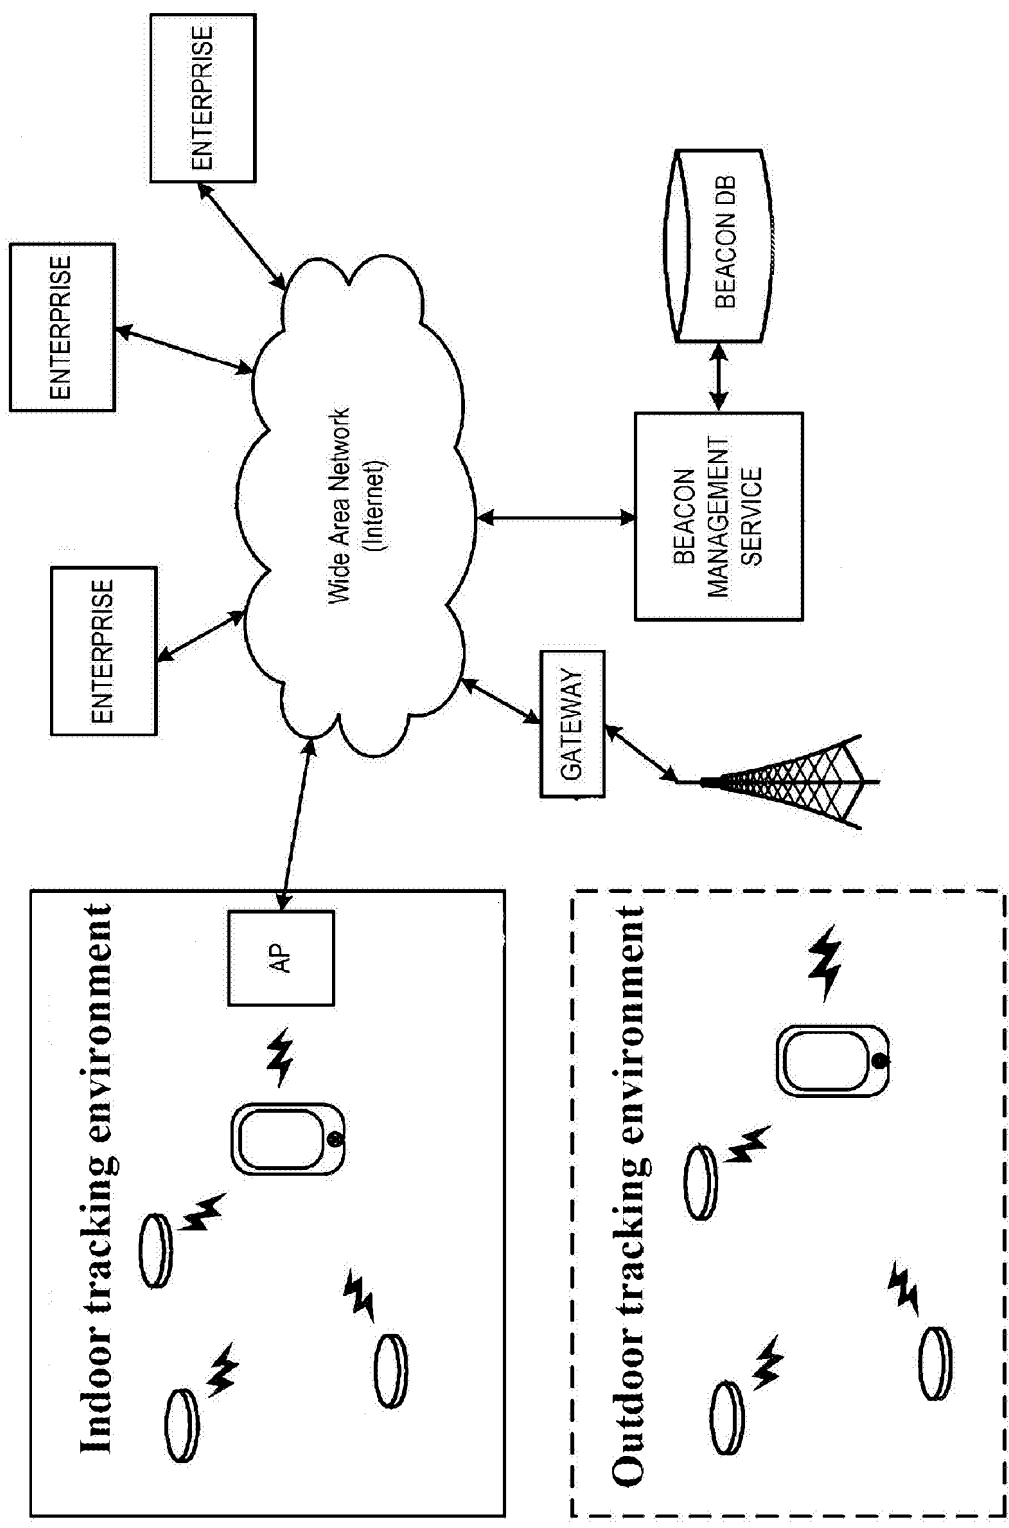 Indoor tracking environment
AP
ENTERPRISE
ENTERPRISE
ENTERPRISE
Wide Area Network
(Internet)
GATEWAY
BEACON
MANAGEMENT
SERVICE
BEACON DB
Outdoor tracking environment